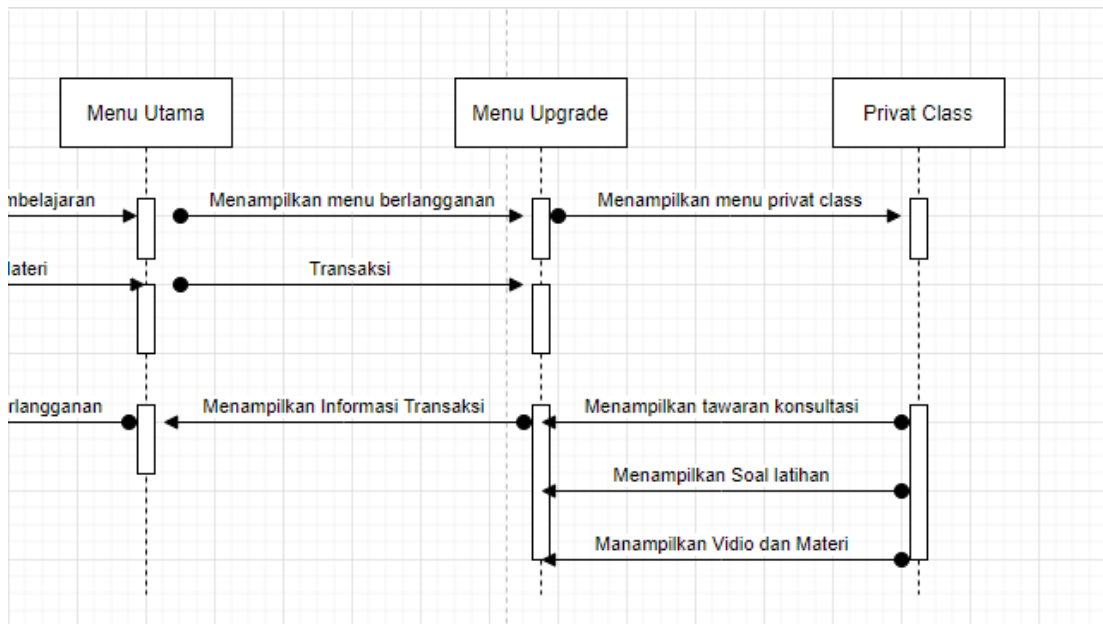 Menu Utama
Menu Upgrade
Privat Class
mbelajaran
Menampilkan menu berlangganan
Menampilkan menu privat class
Materi
Transaksi
rlangganan
Menampilkan Informasi Transaksi
Menampilkan tawaran konsultasi
Menampilkan Soal latihan
Manampilkan Vidio dan Materi